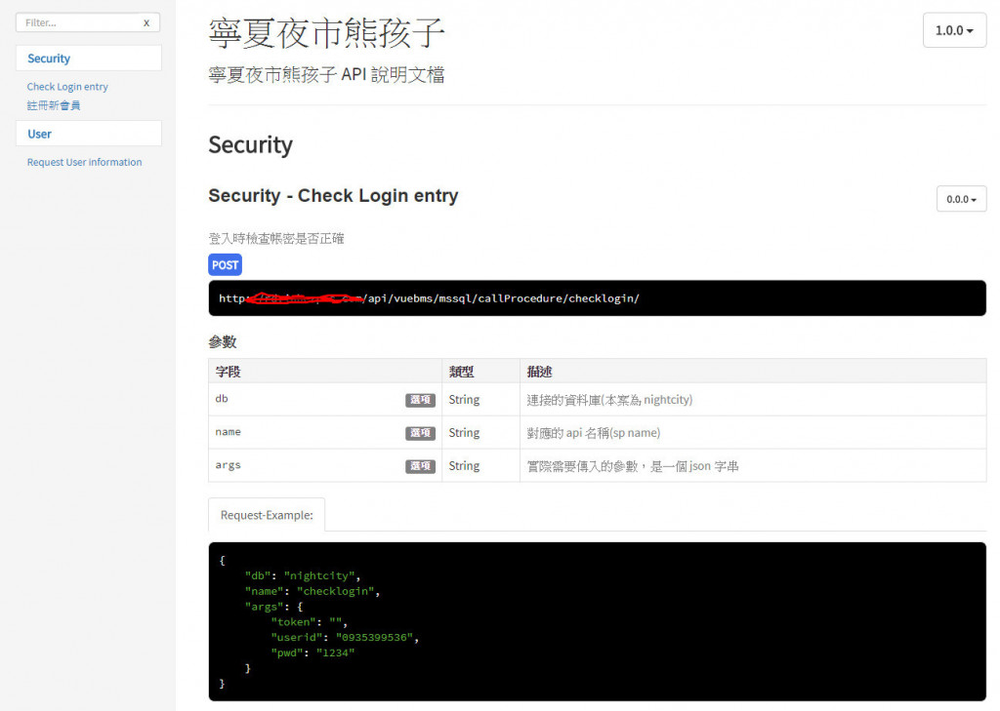 Filter... x
Security
Check Login entry
註冊新會員
User
Request User information
寧夏夜市熊孩子
1.0.0
寧夏夜市熊孩子 API 說明文檔
Security
Security - Check Login entry
0.0.0
登入時檢查帳密是否正確
POST
http /api/vuebms/mssql/callProcedure/checklogin/
參數
字段 類型 描述
db 選項 String 連接的資料庫(本案為 nightcity)
name 選項 String 對應的 api 名稱(sp name)
args 選項 String 實際需要傳入的參數，是一個 json 字串
Request-Example:
{
"db": "nightcity",
"name": "checklogin",
"args": {
"token": "",
"userid": "0935399536",
"pwd": "1234"
}
}